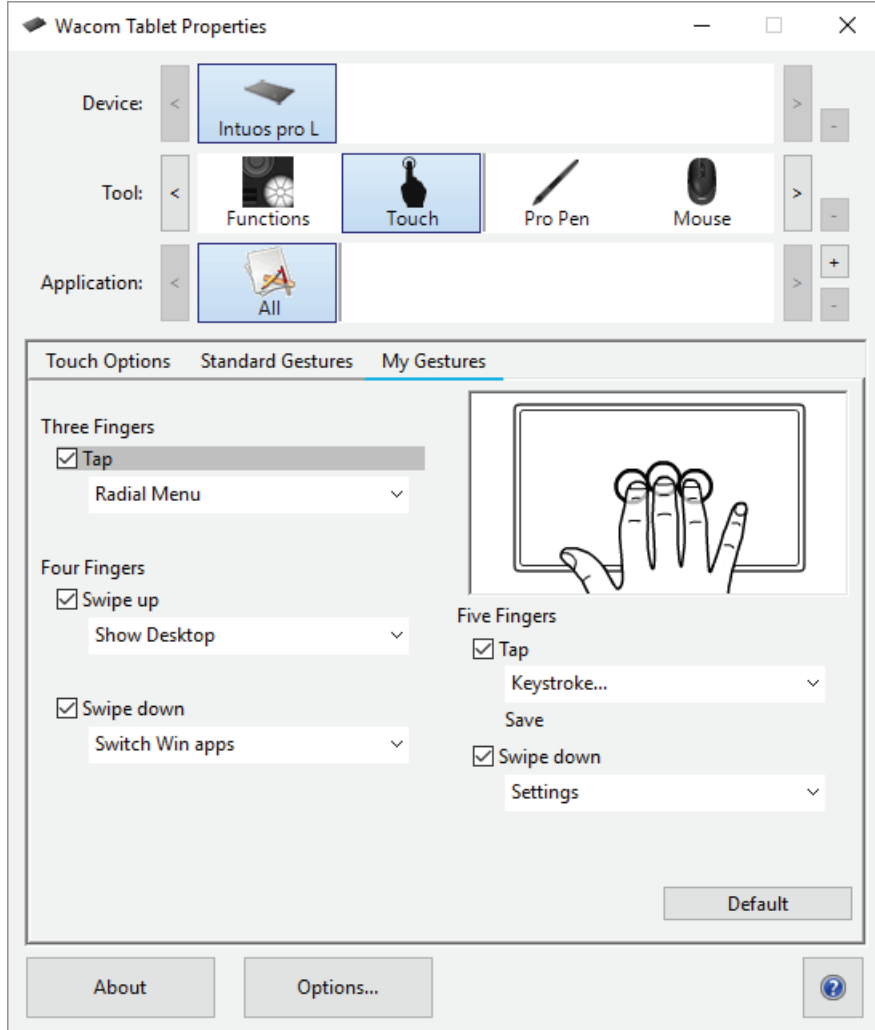 Wacom Tablet Properties
Device:
<
Intuos pro L
>
-
Tool:
<
Functions
Touch
Pro Pen
Mouse
>
-
Application:
<
All
>
+
-
Touch Options Standard Gestures My Gestures
Three Fingers
Tap
Radial Menu
Four Fingers
Swipe up
Show Desktop
Swipe down
Switch Win apps
Five Fingers
Tap
Keystroke...
Save
Swipe down
Settings
Default
About
Options...
?